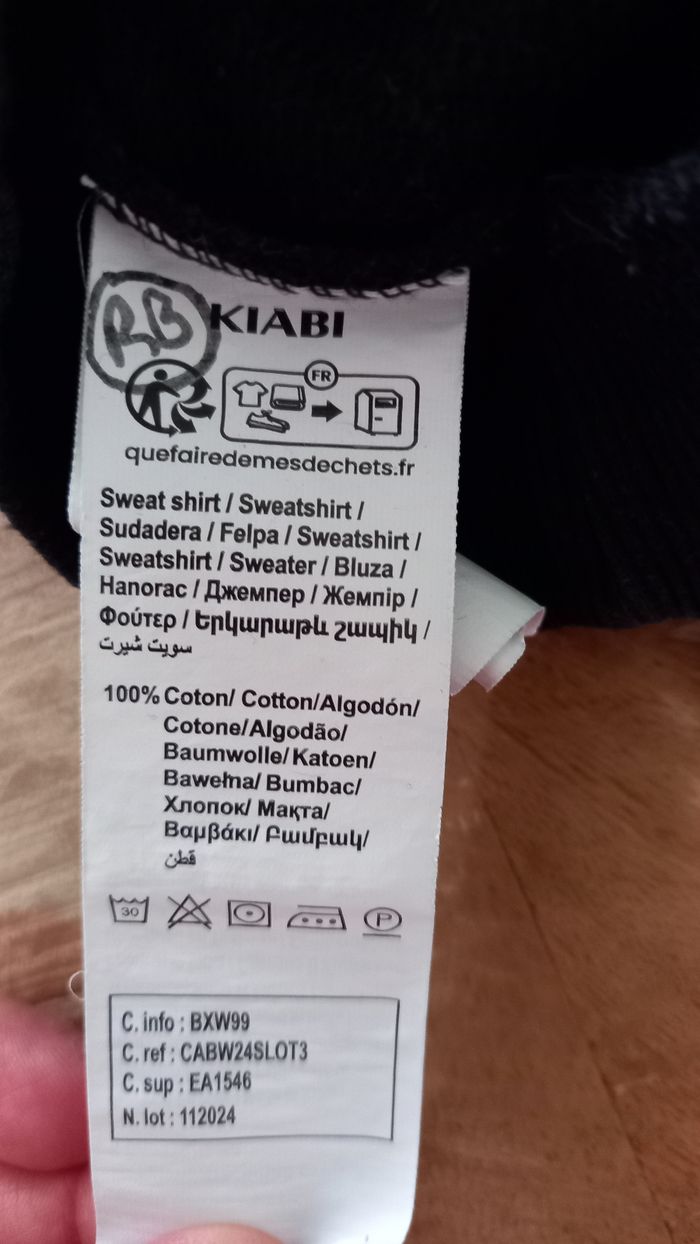 RB
KIABI
FR
quefairedemesdechets.fr
Sweat shirt / Sweatshirt /
Sudadera / Felpa / Sweatshirt /
Sweatshirt / Sweater / Bluza /
Hanorac / Джемпер / Жемпір /
Φούτερ / Երկարաթև շապիկ /
سويت شيرت
100% Coton/ Cotton/Algodón/
Cotone/Algodão/
Baumwolle/ Katoen/
Bawełna/ Bumbac/
Хлопок/ Мақта/
Βαμβάκι/ Բամբակ/
قطن
30
P
C. info : BXW99
C. ref : CABW24SLOT3
C. sup : EA1546
N. lot : 112024